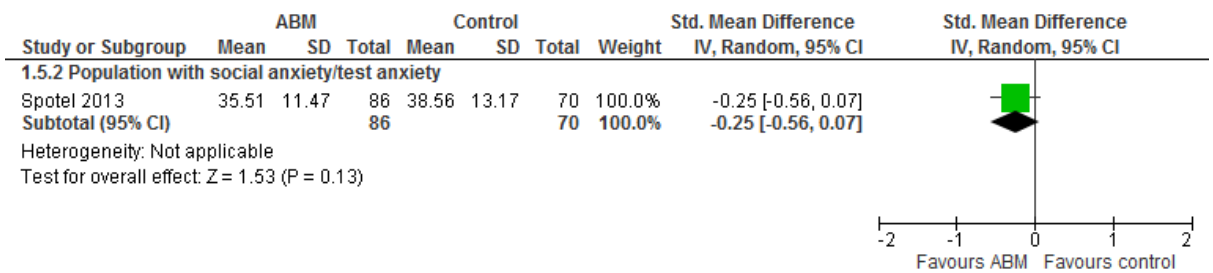 ABM Control Std. Mean Difference Std. Mean Difference
Study or Subgroup Mean SD Total Mean SD Total Weight IV, Random, 95% CI IV, Random, 95% CI
1.5.2 Population with social anxiety/test anxiety
Spotel 2013 35.51 11.47 86 38.56 13.17 70 100.0% -0.25 [-0.56, 0.07]
Subtotal (95% CI) 86 70 100.0% -0.25 [-0.56, 0.07]
Heterogeneity: Not applicable
Test for overall effect: Z = 1.53 (P = 0.13)
-2 -1 0 1 2
Favours ABM Favours control